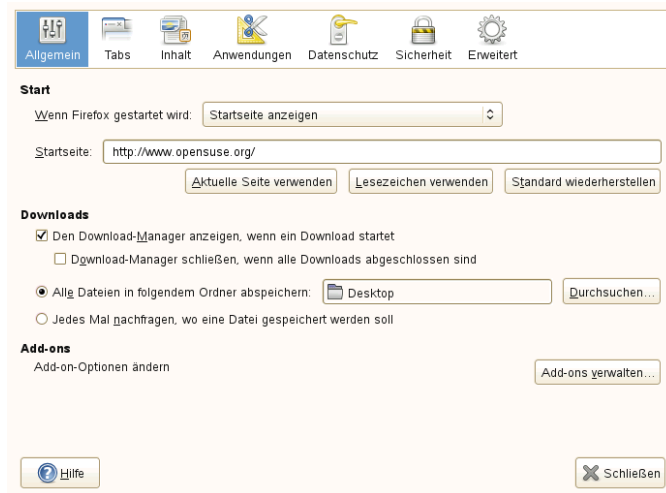 Allgemein Tabs Inhalt Anwendungen Datenschutz Sicherheit Erweitert
Start
Wenn Firefox gestartet wird: Startseite anzeigen
Startseite: http://www.opensuse.org/
Aktuelle Seite verwenden Lesezeichen verwenden Standard wiederherstellen
Downloads
Den Download-Manager anzeigen, wenn ein Download startet
Download-Manager schließen, wenn alle Downloads abgeschlossen sind
Alle Dateien in folgendem Ordner abspeichern: Desktop Durchsuchen...
Jedes Mal nachfragen, wo eine Datei gespeichert werden soll
Add-ons
Add-on-Optionen ändern
Add-ons verwalten...
Hilfe Schließen